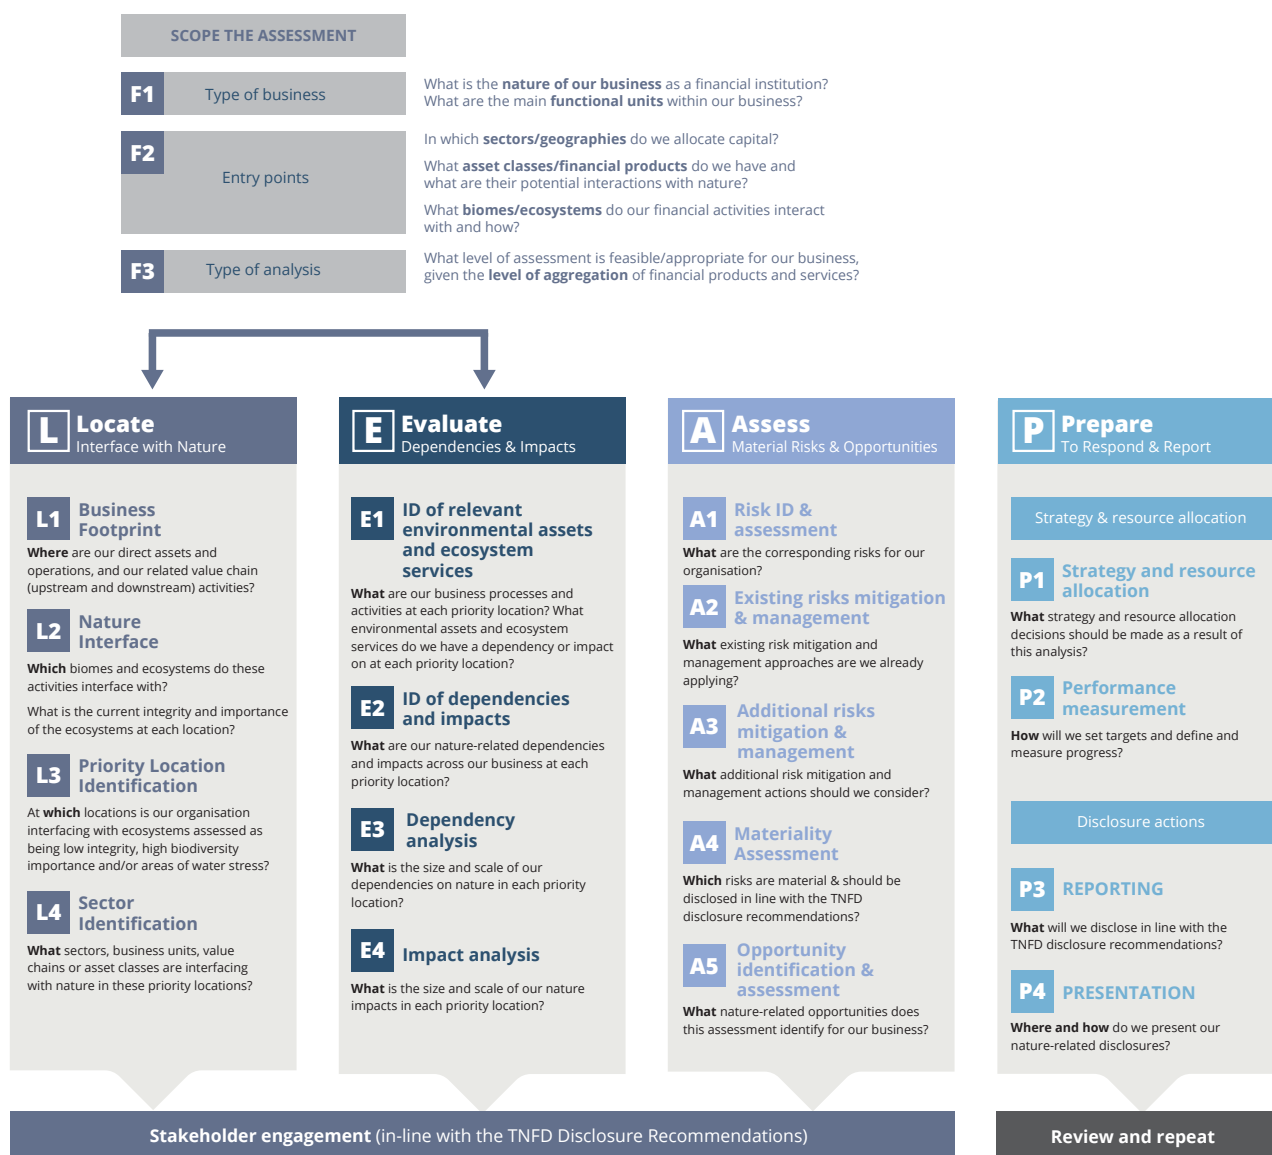 SCOPE THE ASSESSMENT
F1
Type of business
What is the nature of our business as a financial institution?
What are the main functional units within our business?
F2
Entry points
In which sectors/geographies do we allocate capital?
What asset classes/financial products do we have and
what are their potential interactions with nature?
What biomes/ecosystems do our financial activities interact
with and how?
F3
Type of analysis
What level of assessment is feasible/appropriate for our business,
given the level of aggregation of financial products and services?
L
Locate
Interface with Nature
L1
Business
Footprint
Where are our direct assets and
operations, and our related value chain
(upstream and downstream) activities?
L2
Nature
Interface
Which biomes and ecosystems do these
activities interface with?
What is the current integrity and importance
of the ecosystems at each location?
L3
Priority Location
Identification
At which locations is our organisation
interfacing with ecosystems assessed as
being low integrity, high biodiversity
importance and/or areas of water stress?
L4
Sector
Identification
What sectors, business units, value
chains or asset classes are interfacing
with nature in these priority locations?
E
Evaluate
Dependencies & Impacts
E1
ID of relevant
environmental assets
and ecosystem
services
What are our business processes and
activities at each priority location? What
environmental assets and ecosystem
services do we have a dependency or impact
on at each priority location?
E2
ID of dependencies
and impacts
What are our nature-related dependencies
and impacts across our business at each
priority location?
E3
Dependency
analysis
What is the size and scale of our
dependencies on nature in each priority
location?
E4
Impact analysis
What is the size and scale of our nature
impacts in each priority location?
A
Assess
Material Risks & Opportunities
A1
Risk ID &
assessment
What are the corresponding risks for our
organisation?
A2
Existing risks mitigation
& management
What existing risk mitigation and
management approaches are we already
applying?
A3
Additional risks
mitigation &
management
What additional risk mitigation and
management actions should we consider?
A4
Materiality
Assessment
Which risks are material & should be
disclosed in line with the TNFD
disclosure recommendations?
A5
Opportunity
identification &
assessment
What nature-related opportunities does
this assessment identify for our business?
P
Prepare
To Respond & Report
Strategy & resource allocation
P1
Strategy and resource
allocation
What strategy and resource allocation
decisions should be made as a result of
this analysis?
P2
Performance
measurement
How will we set targets and define and
measure progress?
Disclosure actions
P3
REPORTING
What will we disclose in line with the
TNFD disclosure recommendations?
P4
PRESENTATION
Where and how do we present our
nature-related disclosures?
Stakeholder engagement (in-line with the TNFD Disclosure Recommendations)
Review and repeat